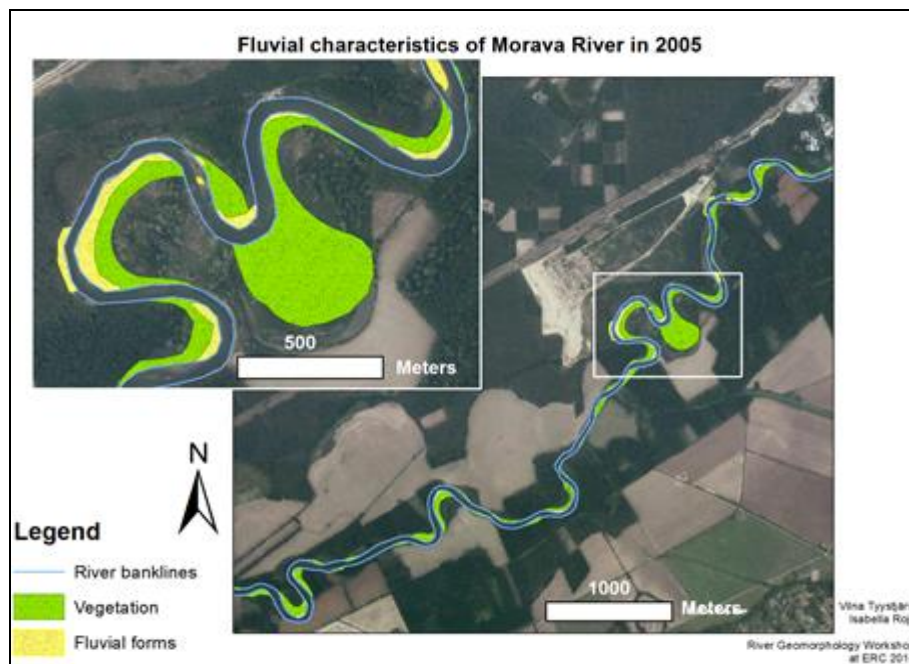 Fluvial characteristics of Morava River in 2005
500
Meters
N
Legend
River banklines
Vegetation
Fluvial forms
1000
Meters
Isabella
River Geomorphology
at ERC